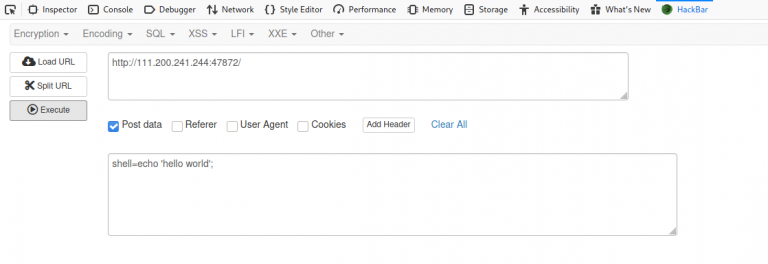 Inspector Console Debugger Network Style Editor Performance Memory Storage Accessibility What's New HackBar
Encryption Encoding SQL XSS LFI XXE Other
Load URL
http://111.200.241.244:47872/
Split URL
Execute
Post data Referer User Agent Cookies Add Header Clear All
shell=echo 'hello world';